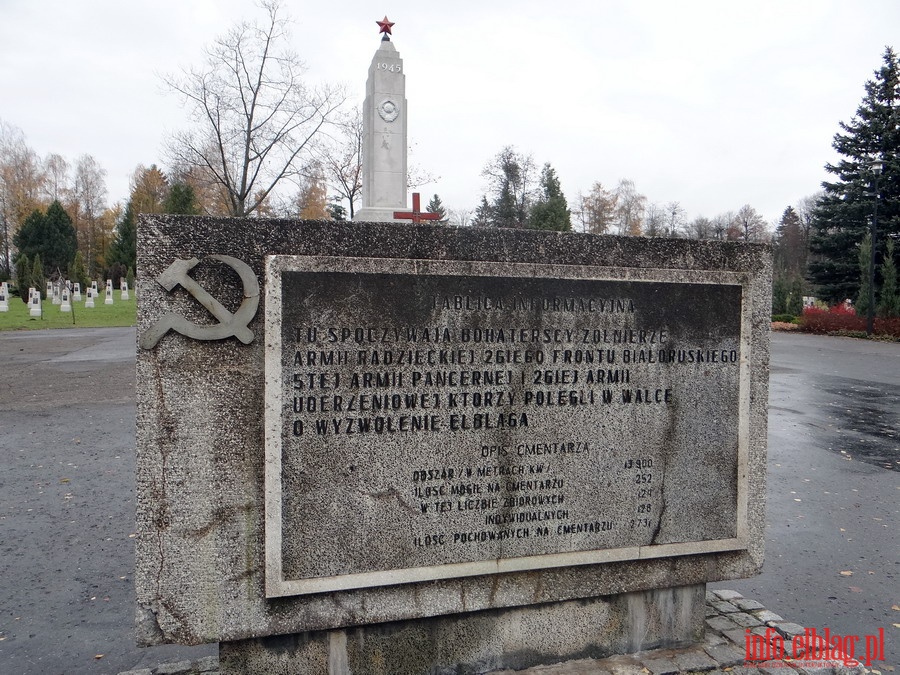 1945
TABLICA INFORMACYJNA
TU SPOCZYWAJĄ BOHATERSCY ŻOŁNIERZE
ARMII RADZIECKIEJ 2GIEGO FRONTU BIAŁORUSKIEGO
5TEJ ARMII PANCERNEJ I 2GIEJ ARMII
UDERZENIOWEJ KTÓRZY POLEGLI W WALCE
O WYZWOLENIE ELBLĄGA
OPIS CMENTARZA
OBSZAR /W METRACH KW/ 13 900
ILOŚĆ MOGIŁ NA CMENTARZU 252
W TEJ LICZBIE ZBIOROWYCH 124
INDYWIDUALNYCH 128
ILOŚĆ POCHOWANYCH NA CMENTARZU 2731
info.elblag.pl